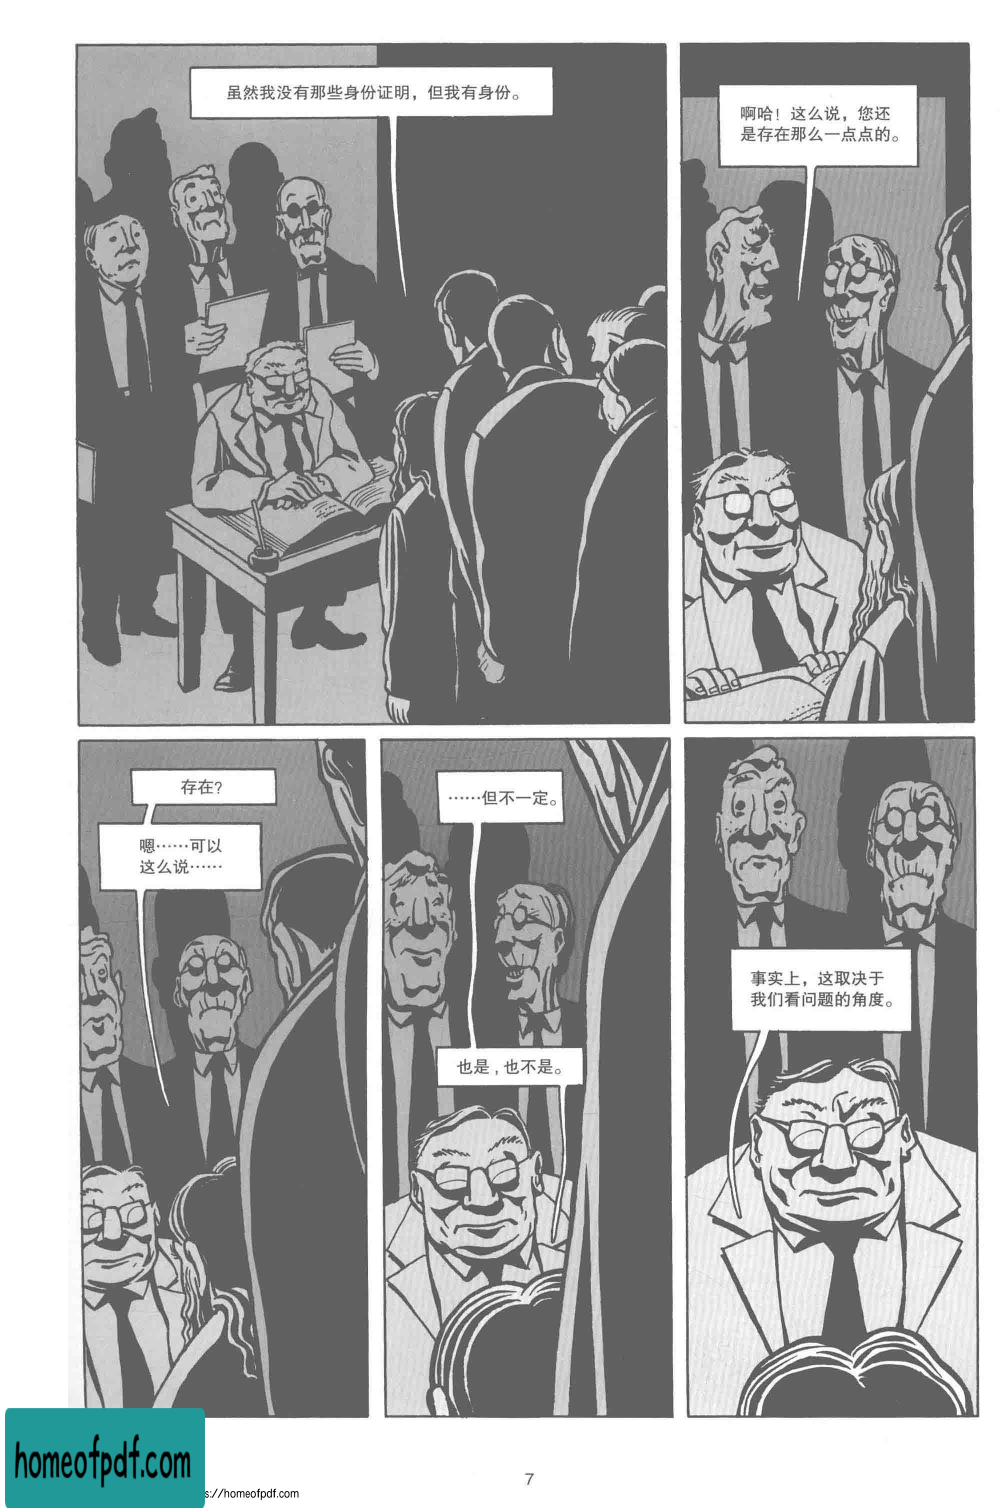 虽然我没有那些身份证明，但我有身份。
啊哈！这么说，您还
是存在那么一点点的。
存在？
嗯……可以
这么说……
……但不一定。
也是，也不是。
事实上，这取决于
我们看问题的角度。
homeofpdf.com
s://homeofpdf.com
7